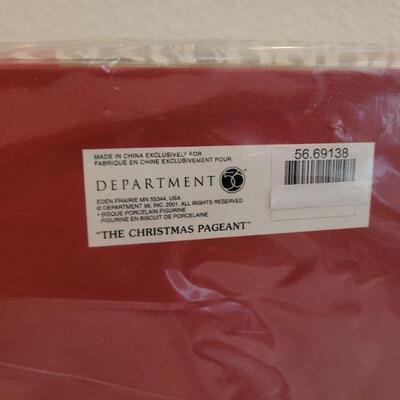 MADE IN CHINA EXCLUSIVELY FOR
FABRIQUÉ EN CHINE EXCLUSIVEMENT POUR
DEPARTMENT 56
EDEN PRAIRIE MN 55344, USA
© DEPARTMENT 56, INC. 2001. ALL RIGHTS RESERVED
• BISQUE PORCELAIN FIGURINE
FIGURINE EN BISCUIT DE PORCELAINE
"THE CHRISTMAS PAGEANT"
56.69138